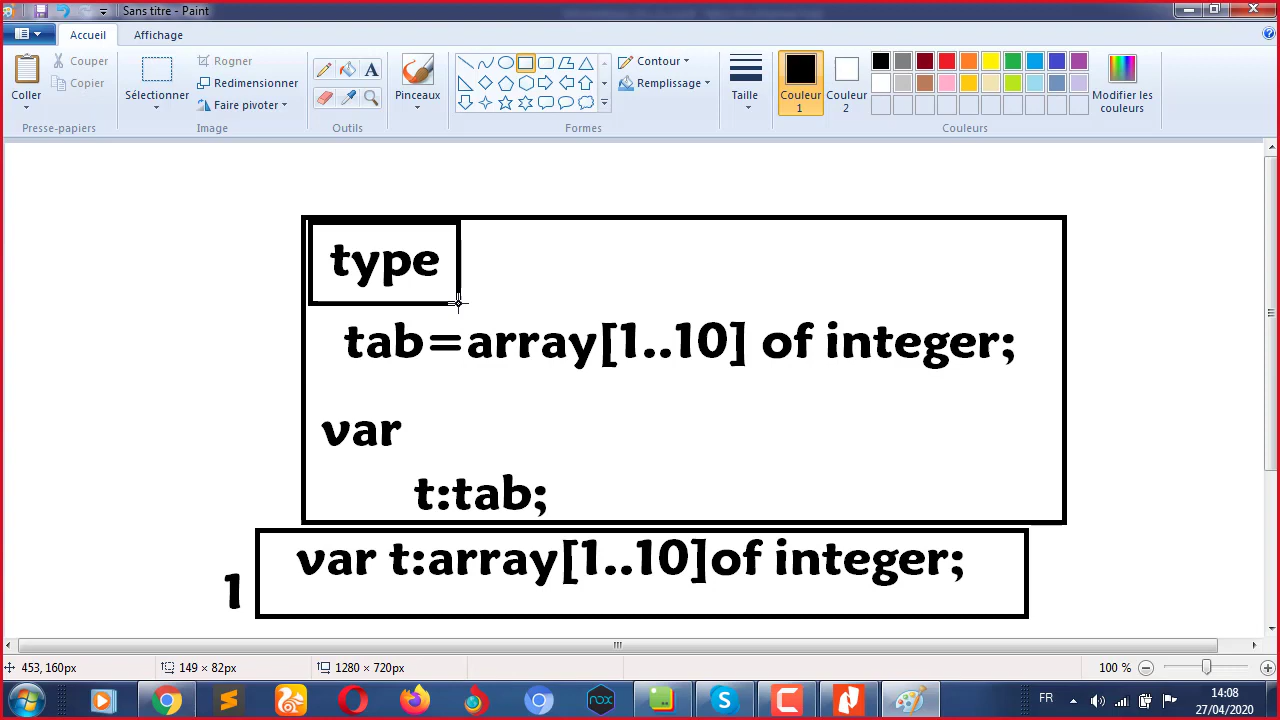 Sans titre - Paint
Accueil
Affichage
Coller
Couper
Copier
Presse-papiers
Sélectionner
Rogner
Redimensionner
Faire pivoter
Image
A
Outils
Pinceaux
Contour
Remplissage
Formes
Taille
Couleur
1
Couleur
2
Modifier les
couleurs
Couleurs
type
tab=array[1..10] of integer;
var
t:tab;
1
var t:array[1..10]of integer;
453, 160px
149 × 82px
1280 × 720px
100 %
nox
S
FR
14:08
27/04/2020